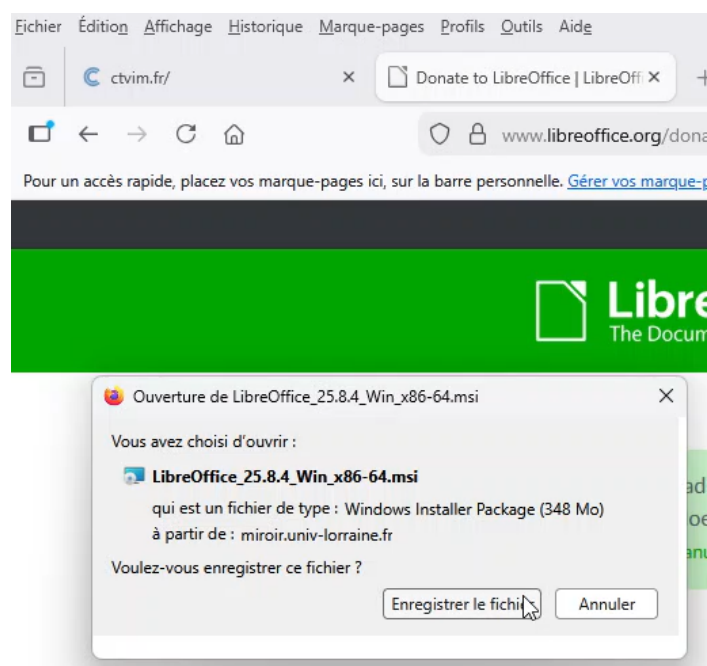 Fichier Édition Affichage Historique Marque-pages Profils Outils Aide
ctvim.fr/ Donate to LibreOffice | LibreOffi
www.libreoffice.org/dona
Pour un accès rapide, placez vos marque-pages ici, sur la barre personnelle. Gérer vos marque-p
Libre
The Docum
Ouverture de LibreOffice_25.8.4_Win_x86-64.msi
Vous avez choisi d'ouvrir :
LibreOffice_25.8.4_Win_x86-64.msi
qui est un fichier de type : Windows Installer Package (348 Mo)
à partir de : miroir.univ-lorraine.fr
Voulez-vous enregistrer ce fichier ?
Enregistrer le fichi Annuler